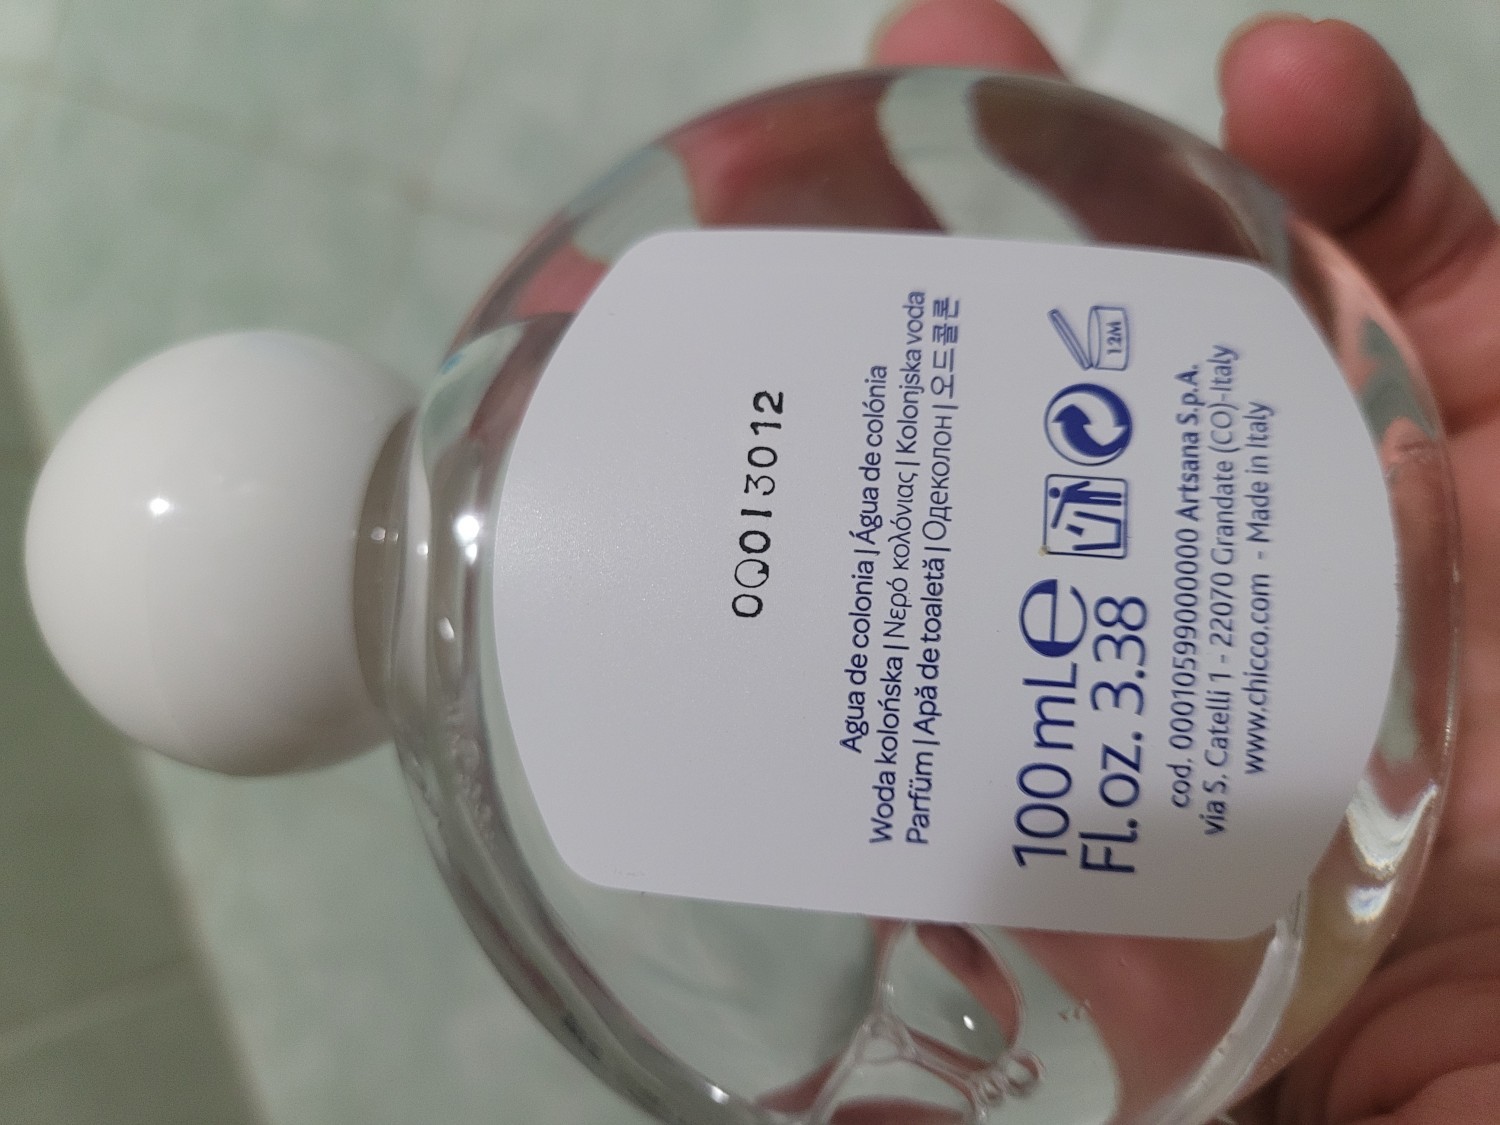 00013012
Agua de colonia | Água de colónia
Woda kolońska | Νερό κολόνιας | Kolonjska voda
Parfüm | Apă de toaletă | Одеколон | 오드콜론
100 mL e
Fl. oz. 3.38
12M
cod. 00010599000000 Artsana S.p.A.
via S. Catelli 1 - 22070 Grandate (CO)-Italy
www.chicco.com - Made in Italy